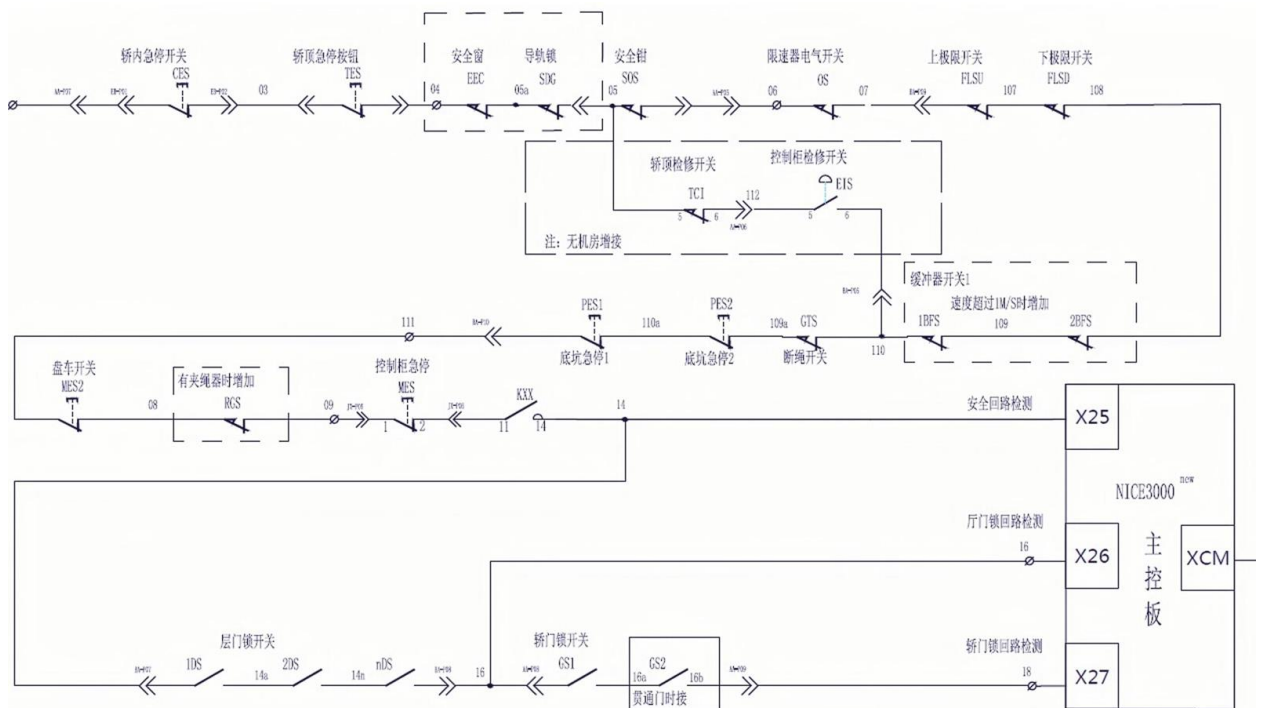 轿内急停开关
CES
轿顶急停按钮
TES
安全窗
EEC
导轨锁
SDG
安全钳
SOS
限速器电气开关
OS
上极限开关
FLSU
下极限开关
FLSD
03
04
05a
05
06
07
107
108
轿顶检修开关
TCI
控制柜检修开关
EIS
5
6
112
5
6
注: 无机房增接
缓冲器开关1
速度超过1M/S时增加
111
PES1
底坑急停1
110a
PES2
底坑急停2
109a
GTS
断绳开关
110
1BFS
109
2BFS
盘车开关
MES2
08
有夹绳器时增加
RGS
09
控制柜急停
MES
1
2
KXX
11
14
14
安全回路检测
X25
NICE3000 new
主控板
厅门锁回路检测
16
X26
XCM
层门锁开关
1DS
14a
2DS
14n
nDS
16
轿门锁开关
GS1
16a
GS2
16b
贯通门时接
轿门锁回路检测
18
X27